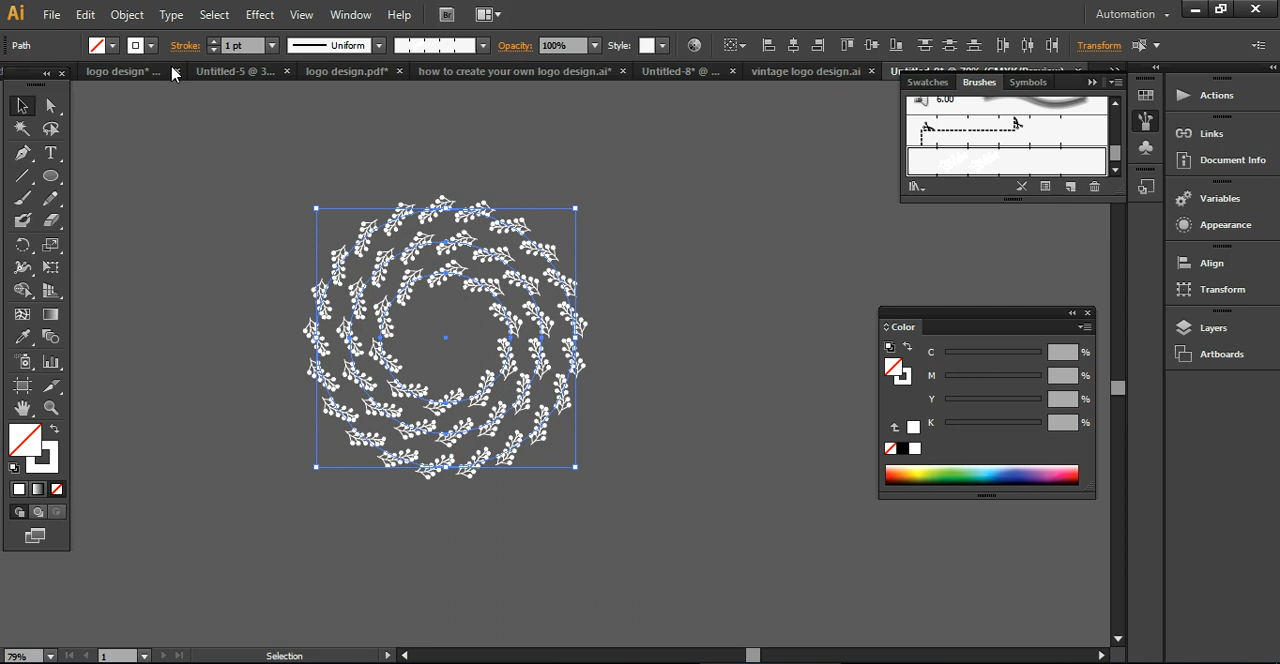 Ai File Edit Object Type Select Effect View Window Help Br Automation
Path Stroke: 1 pt Uniform Opacity: 100% Style: Transform
logo design* ... Untitled-5 @ 3... × logo design.pdf* × how to create your own logo design.ai* × Untitled-8* @ ... × vintage logo design.ai ×
Swatches Brushes Symbols
6.00
Actions
Links
Document Info
Variables
Appearance
Align
Transform
Layers
Artboards
Color
C %
M %
Y %
K %
79% 1 Selection